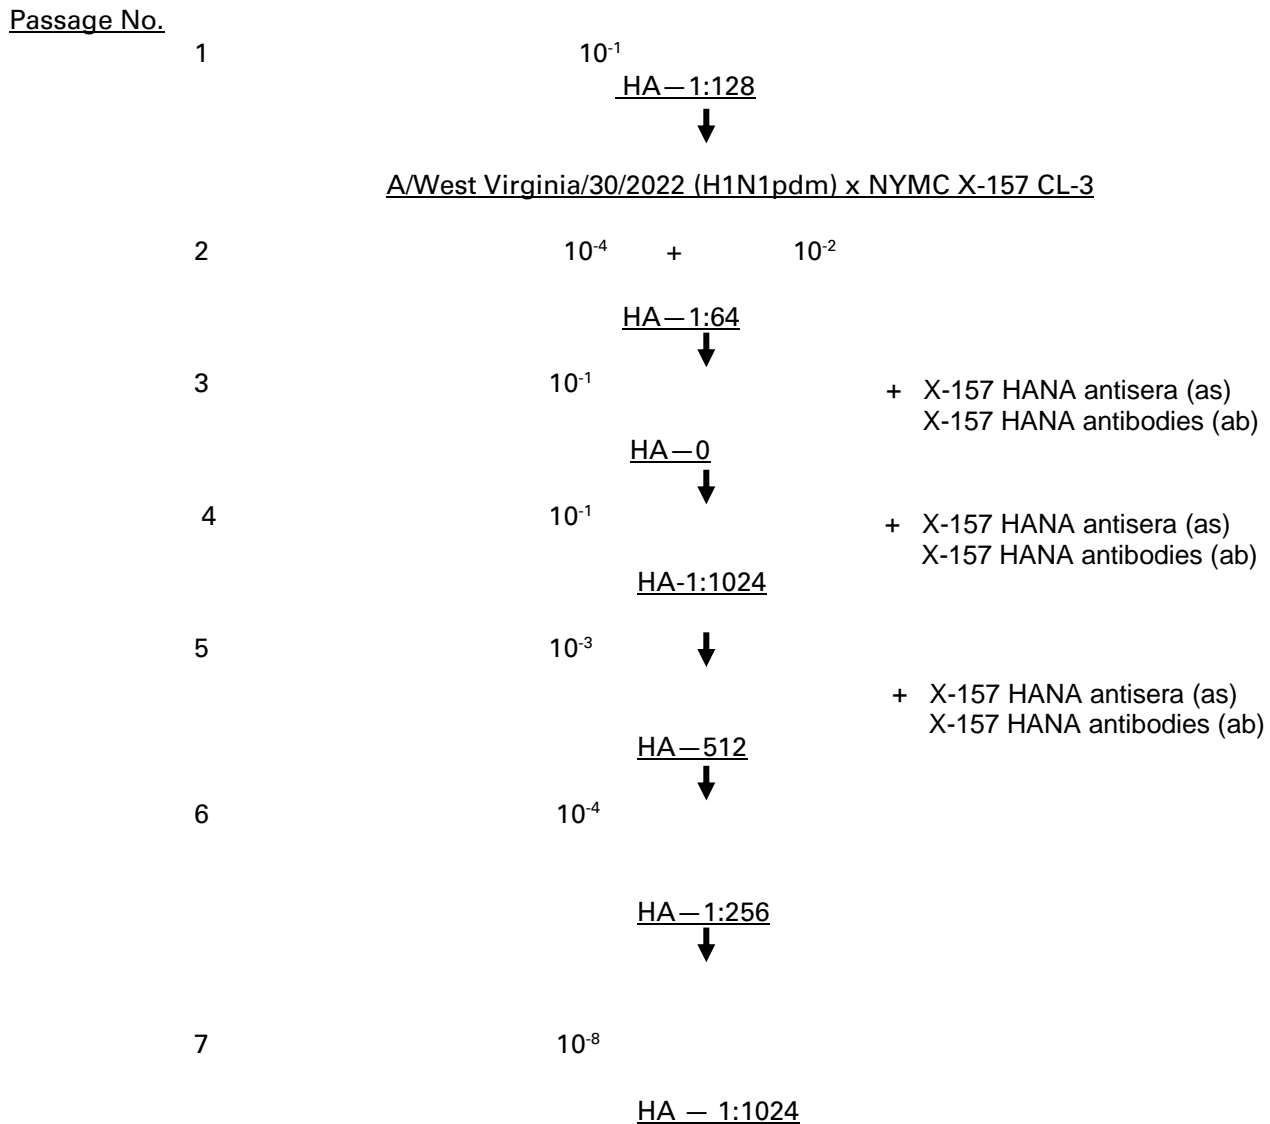 Passage No.
1 10⁻¹
HA—1:128
A/West Virginia/30/2022 (H1N1pdm) x NYMC X-157 CL-3
2 10⁻⁴ + 10⁻²
HA—1:64
3 10⁻¹ + X-157 HANA antisera (as)
X-157 HANA antibodies (ab)
HA—0
4 10⁻¹ + X-157 HANA antisera (as)
X-157 HANA antibodies (ab)
HA-1:1024
5 10⁻³
+ X-157 HANA antisera (as)
X-157 HANA antibodies (ab)
HA—512
6 10⁻⁴
HA—1:256
7 10⁻⁸
HA — 1:1024